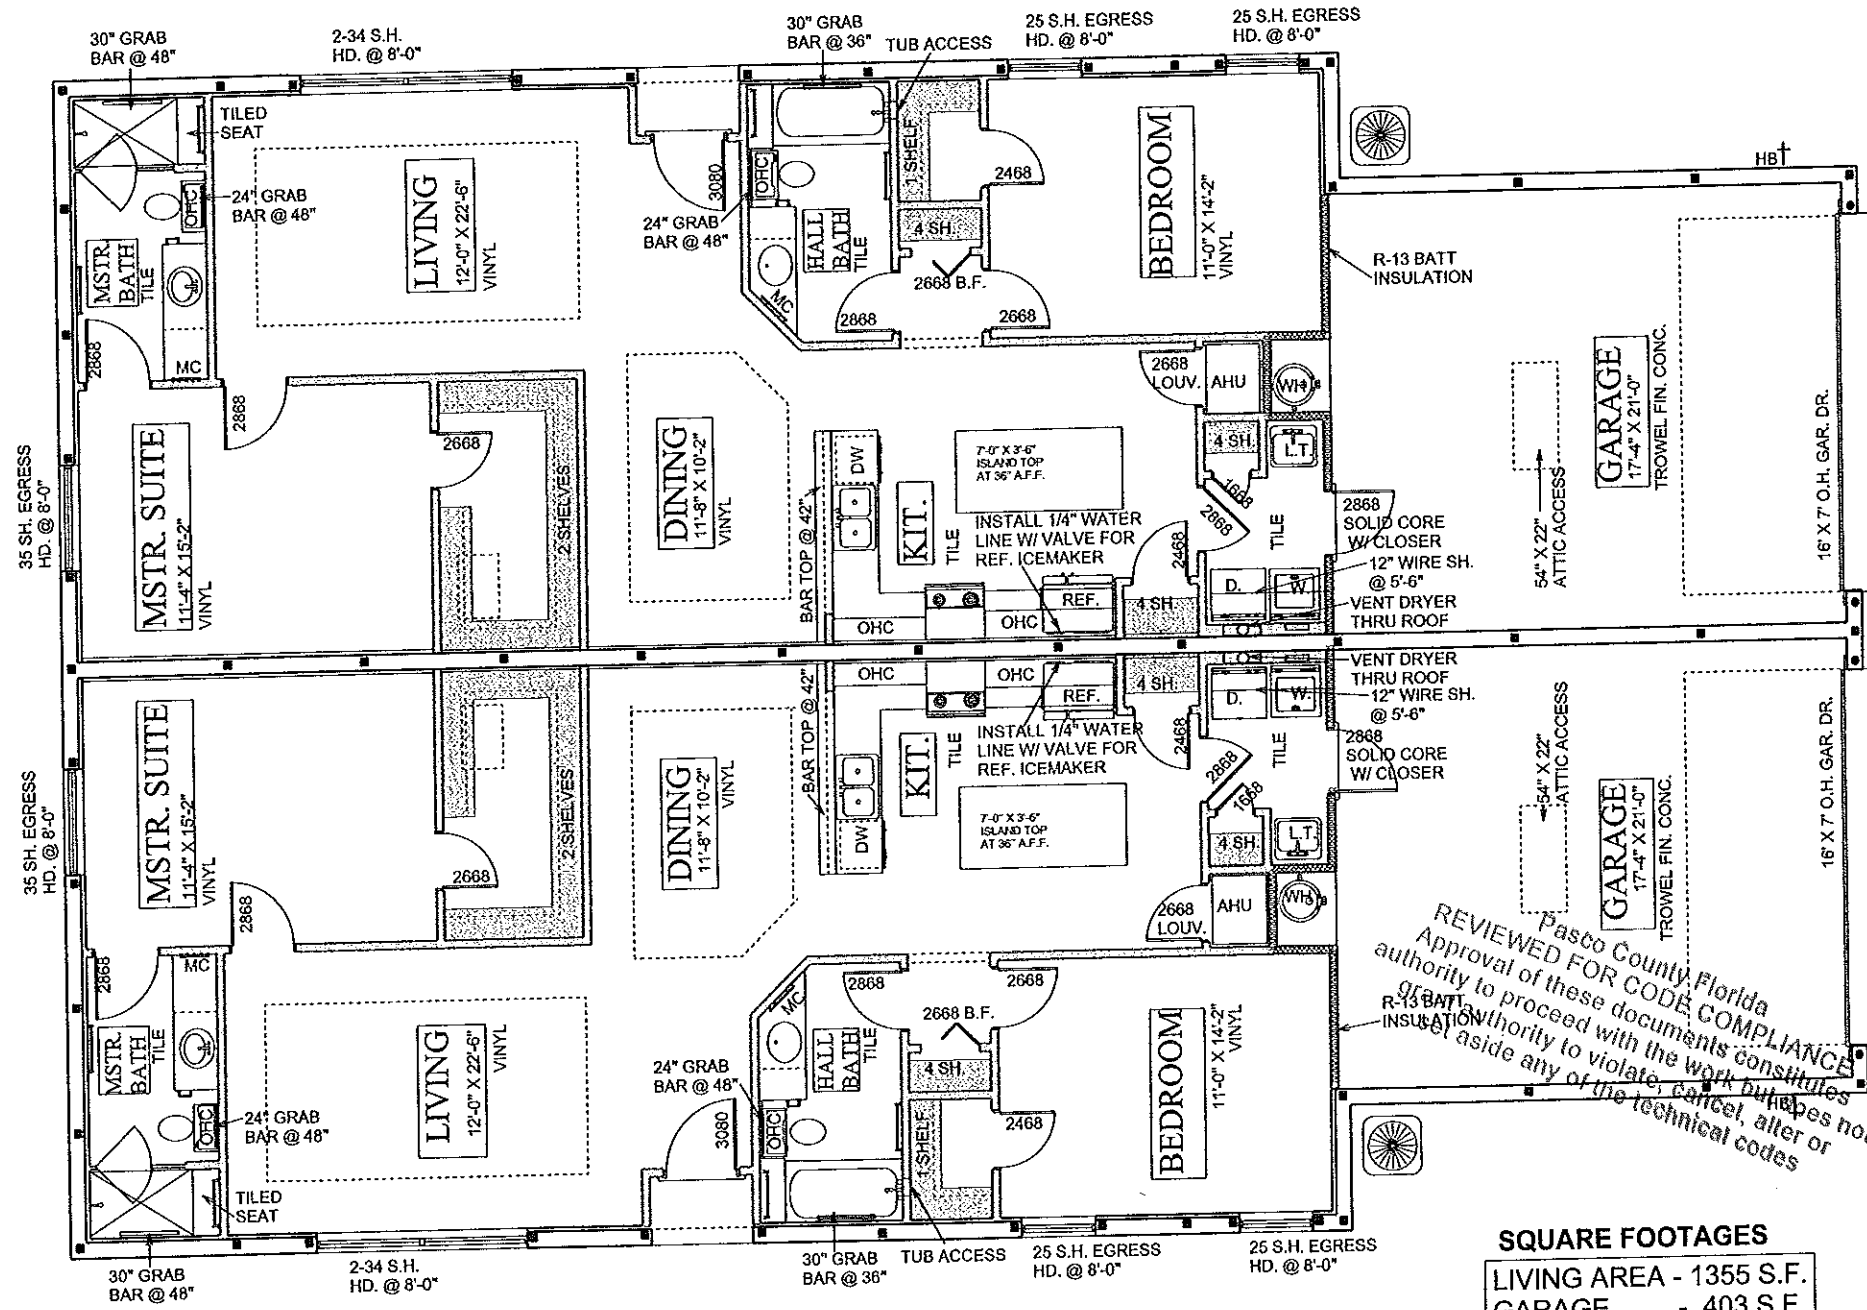 30" GRAB
BAR @ 48"
2-34 S.H.
HD. @ 8'-0"
30" GRAB
BAR @ 36"
TUB ACCESS
25 S.H. EGRESS
HD. @ 8'-0"
25 S.H. EGRESS
HD. @ 8'-0"
TILED
SEAT
OHC
24" GRAB
BAR @ 48"
MSTR.
BATH
TILE
MC
2868
LIVING
12'-0" X 22'-6"
VINYL
3080
24" GRAB
BAR @ 48"
OHC
HALL
BATH
TILE
MC
2868
1 SHELF
4 SH.
2668 B.F.
2468
2668
BEDROOM
11'-0" X 14'-2"
VINYL
HB
R-13 BATT
INSULATION
35 SH. EGRESS
HD. @ 8'-0"
MSTR. SUITE
11'-4" X 15'-2"
VINYL
2868
2668
2 SHELVES
DINING
11'-8" X 10'-2"
VINYL
BAR TOP @ 42"
DW
KIT.
TILE
7'-0" X 3'-6"
ISLAND TOP
AT 36" A.F.F.
INSTALL 1/4" WATER
LINE W/ VALVE FOR
REF. ICEMAKER
OHC
OHC
REF.
4 SH.
2468
2668
LOUV.
AHU
WH
4 SH.
L.T.
1668
2868
TILE
D.
W.
2868
SOLID CORE
W/ CLOSER
12" WIRE SH.
@ 5'-6"
VENT DRYER
THRU ROOF
54" X 22"
ATTIC ACCESS
GARAGE
17'-4" X 21'-0"
TROWEL FIN. CONC.
16' X 7' O.H. GAR. DR.
35 SH. EGRESS
HD. @ 8'-0"
MSTR. SUITE
11'-4" X 15'-2"
VINYL
2868
2668
2 SHELVES
DINING
11'-8" X 10'-2"
VINYL
BAR TOP @ 42"
OHC
OHC
REF.
4 SH.
2468
KIT.
TILE
DW
INSTALL 1/4" WATER
LINE W/ VALVE FOR
REF. ICEMAKER
7'-0" X 3'-6"
ISLAND TOP
AT 36" A.F.F.
D.
W.
VENT DRYER
THRU ROOF
12" WIRE SH.
@ 5'-6"
TILE
2868
SOLID CORE
W/ CLOSER
2868
1668
4 SH.
L.T.
2668
LOUV.
AHU
WH
54" X 22"
ATTIC ACCESS
GARAGE
17'-4" X 21'-0"
TROWEL FIN. CONC.
16' X 7' O.H. GAR. DR.
2868
MC
MSTR.
BATH
TILE
OHC
24" GRAB
BAR @ 48"
TILED
SEAT
LIVING
12'-0" X 22'-6"
VINYL
24" GRAB
BAR @ 48"
3080
MC
HALL
BATH
TILE
OHC
2868
2668
2668 B.F.
4 SH.
1 SHELF
2468
BEDROOM
11'-0" X 14'-2"
VINYL
R-13 BATT
INSULATION
HB
Pasco County Florida
REVIEWED FOR CODE COMPLIANCE
Approval of these documents constitutes
authority to proceed with the work but does not
grant authority to violate, cancel, alter or
set aside any of the technical codes
30" GRAB
BAR @ 48"
2-34 S.H.
HD. @ 8'-0"
30" GRAB
BAR @ 36"
TUB ACCESS
25 S.H. EGRESS
HD. @ 8'-0"
25 S.H. EGRESS
HD. @ 8'-0"
SQUARE FOOTAGES
LIVING AREA - 1355 S.F.
GARAGE - 403 S.F.